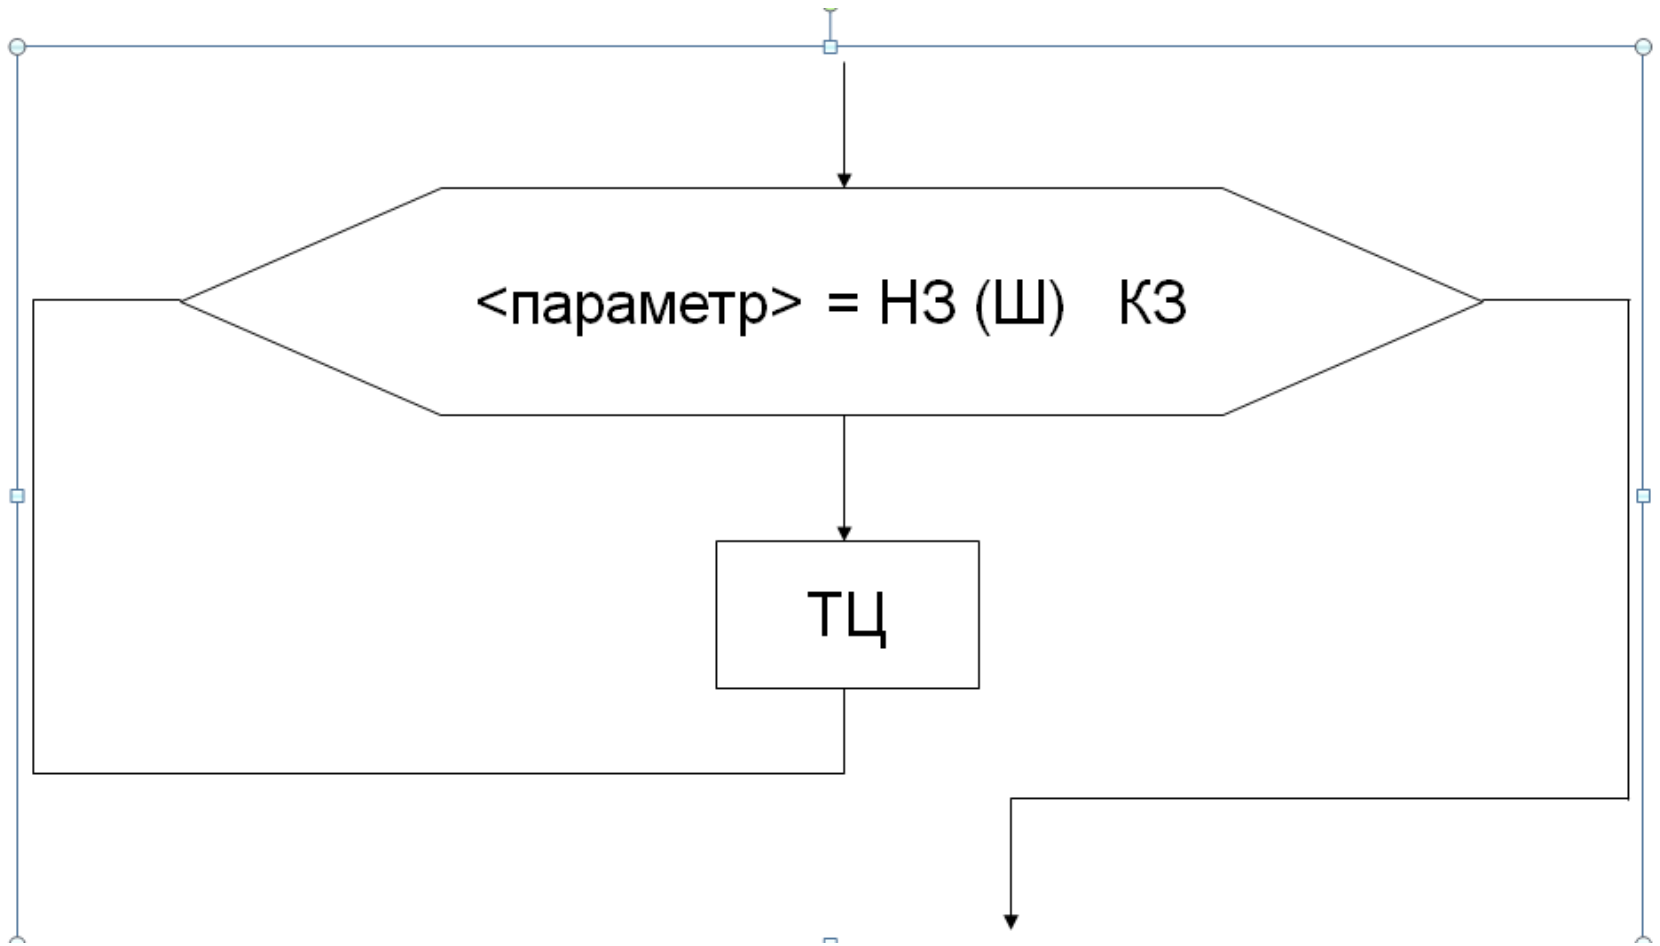 <параметр> = НЗ (Ш) КЗ
ТЦ